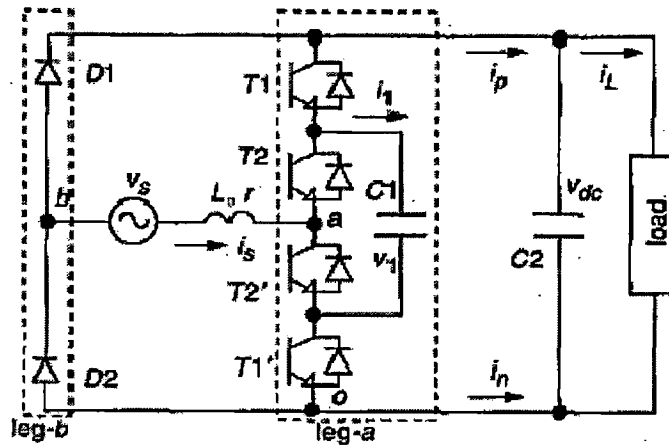 D1
T1
i1
ip
iL
T2
b
vs
L, r
C1
vdc
a
is
v1
C2
load
T2'
D2
T1'
o
in
leg-b
leg-a